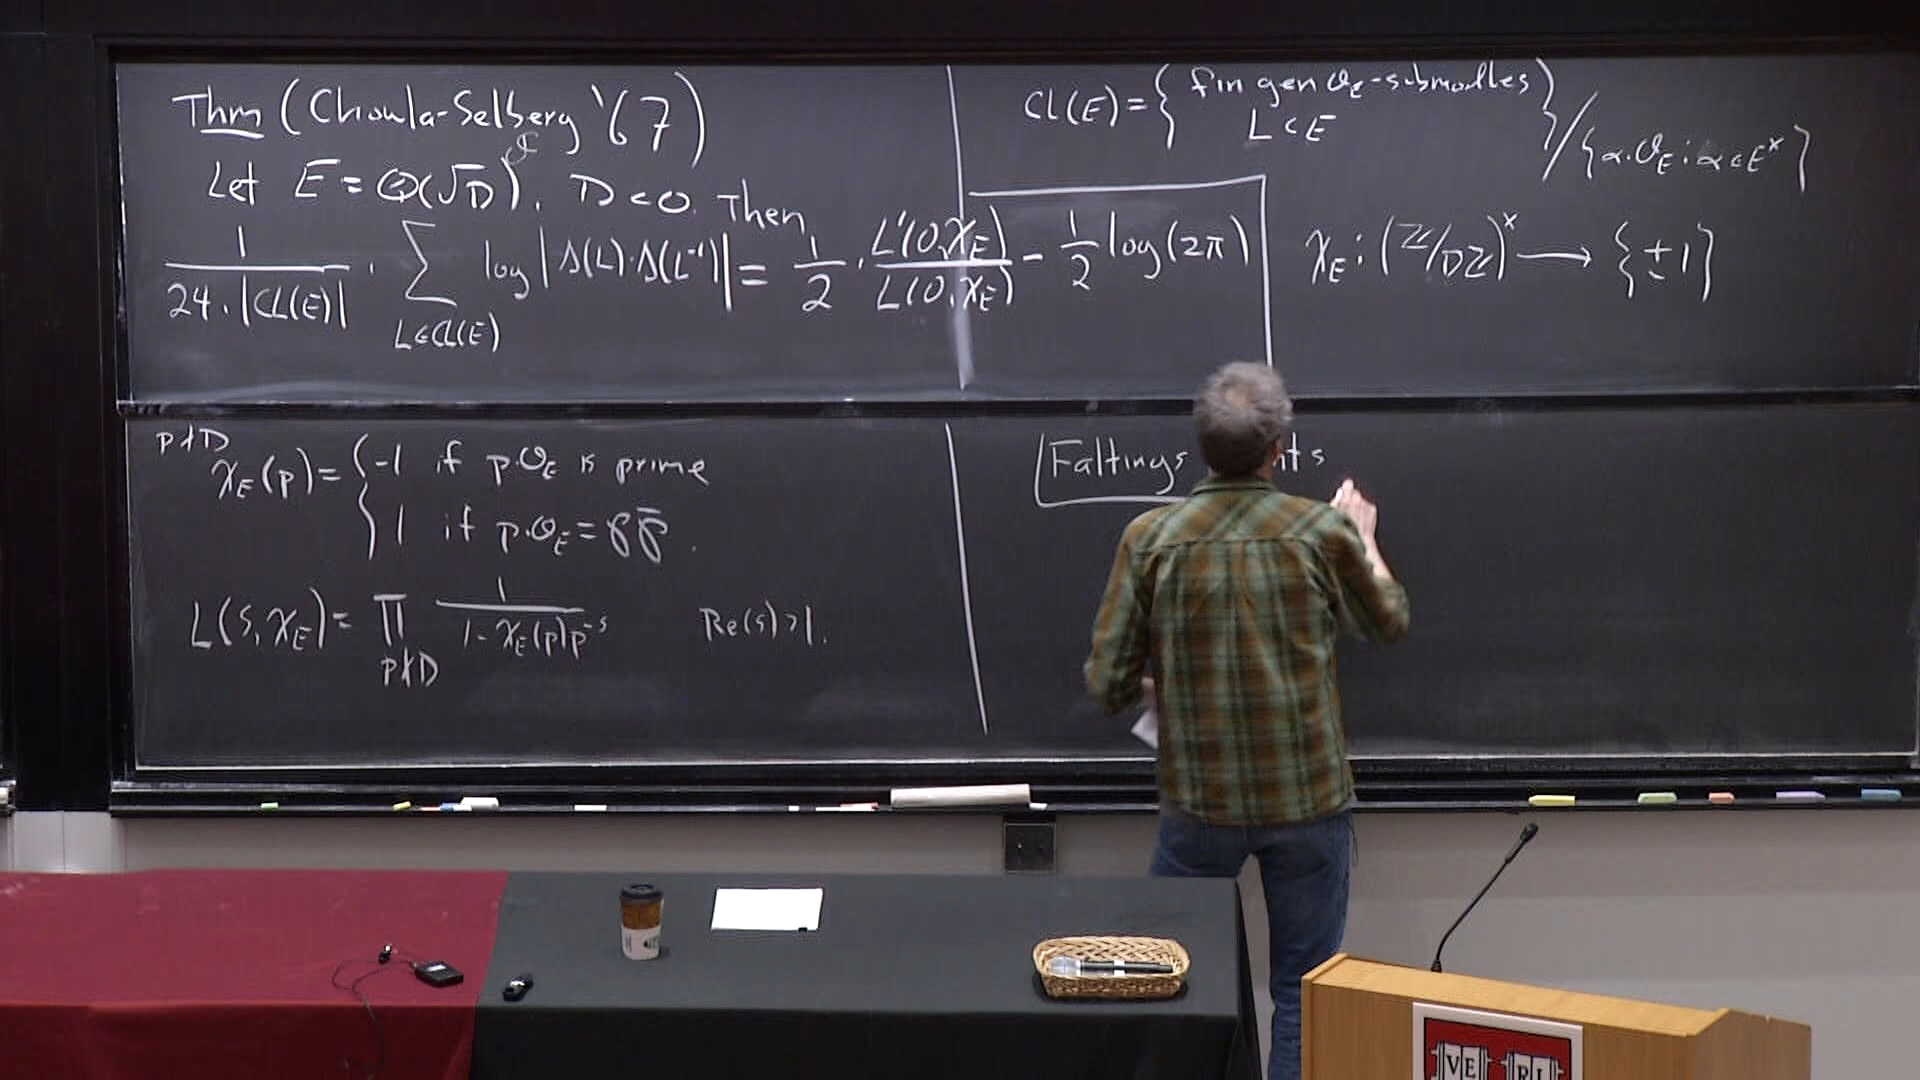 Thm (Chowla-Selberg '67)
Let E = ℚ(√D) ⊂ ℂ, D < 0. Then
1/(24·|CL(E)|) · ∑_{L∈CL(E)} log|Δ(L)·Δ(L⁻¹)| = 1/2 · L'(0,χ_E)/L(0,χ_E) - 1/2 log(2π)
CL(E) = { fin gen 𝒪_E-submodules L ⊂ E } / {α·𝒪_E : α ∈ E^×}
χ_E : (ℤ/Dℤ)^× ⟶ {±1}
p∤D
χ_E(p) = { -1 if p·𝒪_E is prime
1 if p·𝒪_E = 𝔭𝔭̄.
L(s,χ_E) = ∏_{p∤D} 1/(1-χ_E(p)p^{-s}) Re(s)>1.
Faltings
VE RI